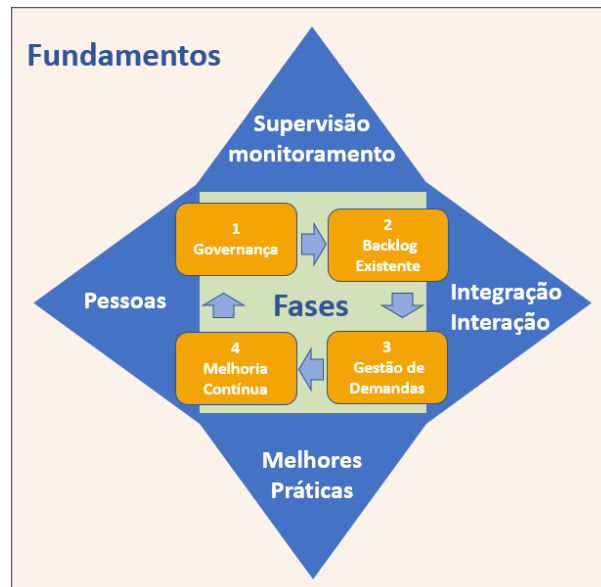 Fundamentos
Supervisão
monitoramento
1
Governança
2
Backlog
Existente
Pessoas
Fases
Integração
Interação
4
Melhoria
Contínua
3
Gestão de
Demandas
Melhores
Práticas